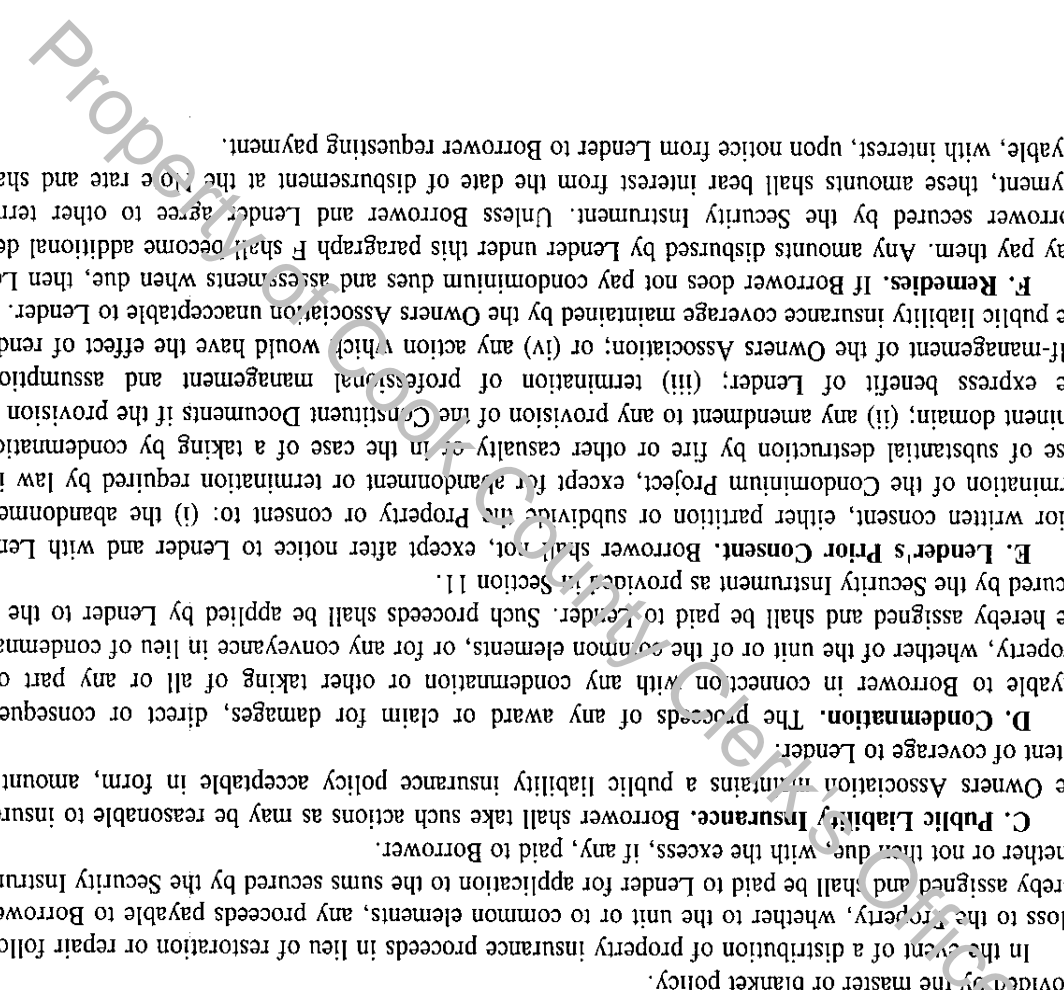 ovided by the master or blanket policy.
In the event of a distribution of property insurance proceeds in lieu of restoration or repair follo
loss to the Property, whether to the unit or to common elements, any proceeds payable to Borrowe
reby assigned and shall be paid to Lender for application to the sums secured by the Security Instrum
hether or not then due, with the excess, if any, paid to Borrower.
C. Public Liability Insurance. Borrower shall take such actions as may be reasonable to insure
e Owners Association maintains a public liability insurance policy acceptable in form, amount
tent of coverage to Lender.
D. Condemnation. The proceeds of any award or claim for damages, direct or conseque
yable to Borrower in connection with any condemnation or other taking of all or any part o
operty, whether of the unit or of the common elements, or for any conveyance in lieu of condemna
e hereby assigned and shall be paid to Lender. Such proceeds shall be applied by Lender to the
cured by the Security Instrument as provided in Section 11.
E. Lender's Prior Consent. Borrower shall not, except after notice to Lender and with Len
ior written consent, either partition or subdivide the Property or consent to: (i) the abandonme
rmination of the Condominium Project, except for abandonment or termination required by law i
se of substantial destruction by fire or other casualty or in the case of a taking by condemnatio
minent domain; (ii) any amendment to any provision of the Constituent Documents if the provision
e express benefit of Lender; (iii) termination of professional management and assumptio
lf-management of the Owners Association; or (iv) any action which would have the effect of rend
e public liability insurance coverage maintained by the Owners Association unacceptable to Lender.
F. Remedies. If Borrower does not pay condominium dues and assessments when due, then Le
ay pay them. Any amounts disbursed by Lender under this paragraph F shall become additional de
orrower secured by the Security Instrument. Unless Borrower and Lender agree to other terr
yment, these amounts shall bear interest from the date of disbursement at the Note rate and sha
yable, with interest, upon notice from Lender to Borrower requesting payment.
Property of Cook County Clerk's Office